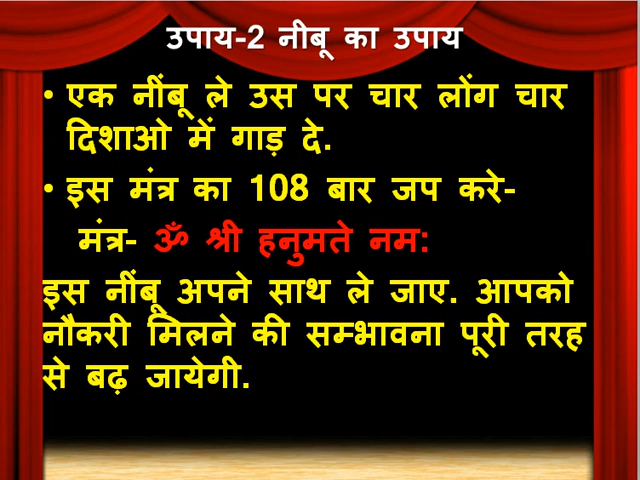 उपाय-2 नीबू का उपाय
• एक नींबू ले उस पर चार लोंग चार
दिशाओ में गाड़ दे.
• इस मंत्र का 108 बार जप करे-
मंत्र- ॐ श्री हनुमते नम:
इस नींबू अपने साथ ले जाए. आपको
नौकरी मिलने की सम्भावना पूरी तरह
से बढ़ जायेगी.